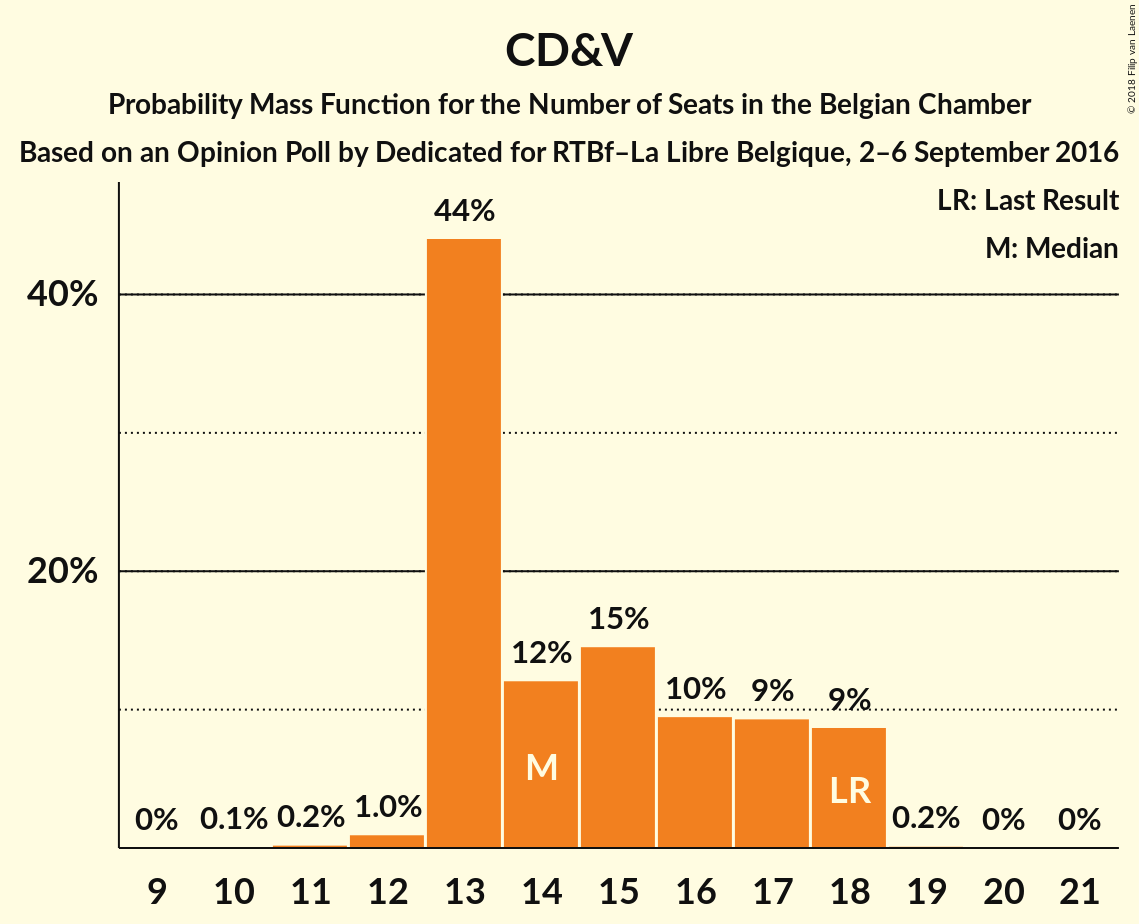 CD&V
Probability Mass Function for the Number of Seats in the Belgian Chamber
Based on an Opinion Poll by Dedicated for RTBf–La Libre Belgique, 2–6 September 2016
© 2018 Filip van Laenen
LR: Last Result
M: Median
40%
20%
0% 0.1% 0.2% 1.0% 44% 12% 15% 10% 9% 9% 0.2% 0% 0%
M LR
9 10 11 12 13 14 15 16 17 18 19 20 21